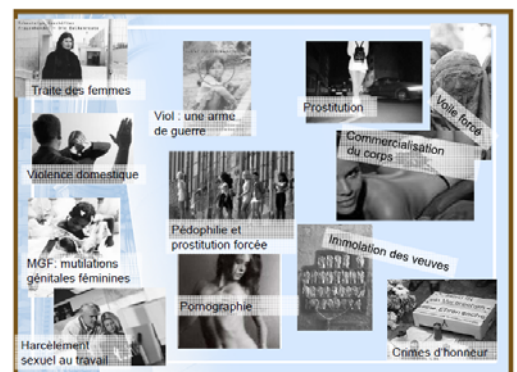 Traite des femmes
Viol : une arme
de guerre
Prostitution
Voile forcé
Violence domestique
Commercialisation
du corps
Pédophilie et
prostitution forcée
MGF: mutilations
génitales féminines
Immolation des veuves
Pornographie
Harcèlement
sexuel au travail
Crimes d'honneur